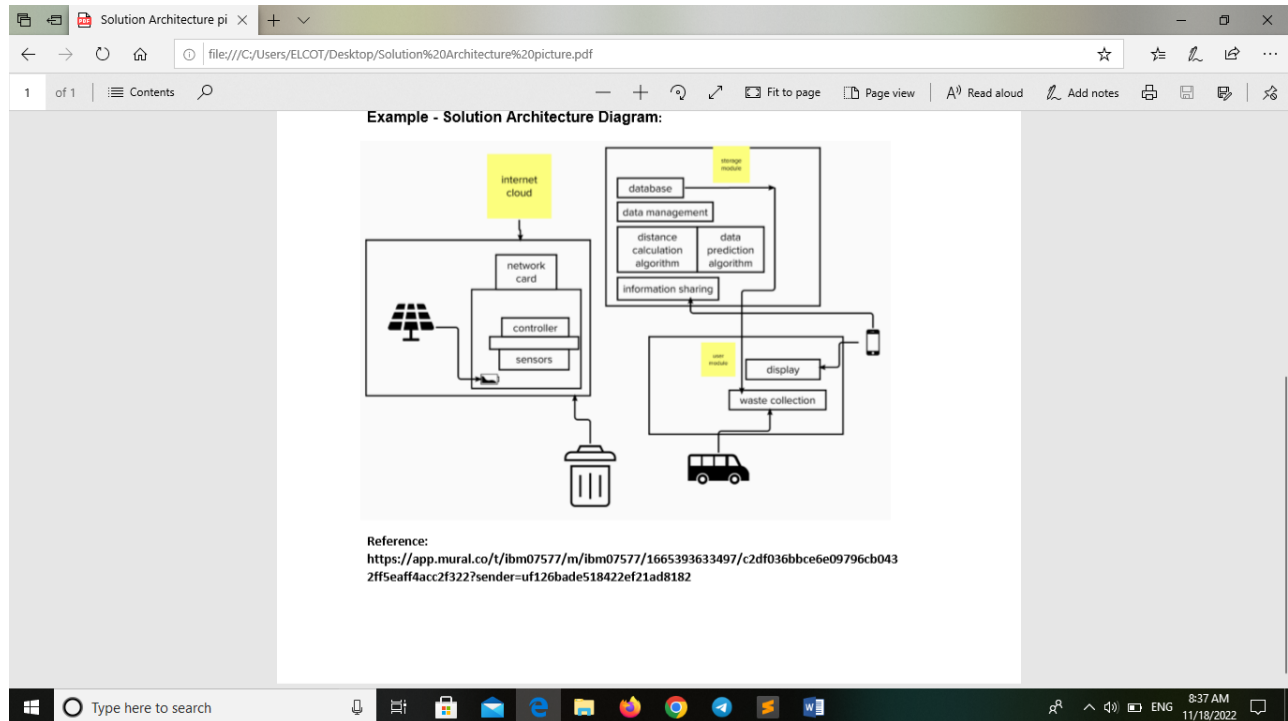 Solution Architecture pi
file:///C:/Users/ELCOT/Desktop/Solution%20Architecture%20picture.pdf
1 of 1
Contents
Fit to page
Page view
Read aloud
Add notes
Example - Solution Architecture Diagram:
internet
cloud
network
card
controller
sensors
storage
module
database
data management
distance
calculation
algorithm
data
prediction
algorithm
information sharing
user
module
display
waste collection
Reference:
https://app.mural.co/t/ibm07577/m/ibm07577/1665393633497/c2df036bbce6e09796cb043
2ff5eaff4acc2f322?sender=uf126bade518422ef21ad8182
Type here to search
ENG
8:37 AM
11/18/2022